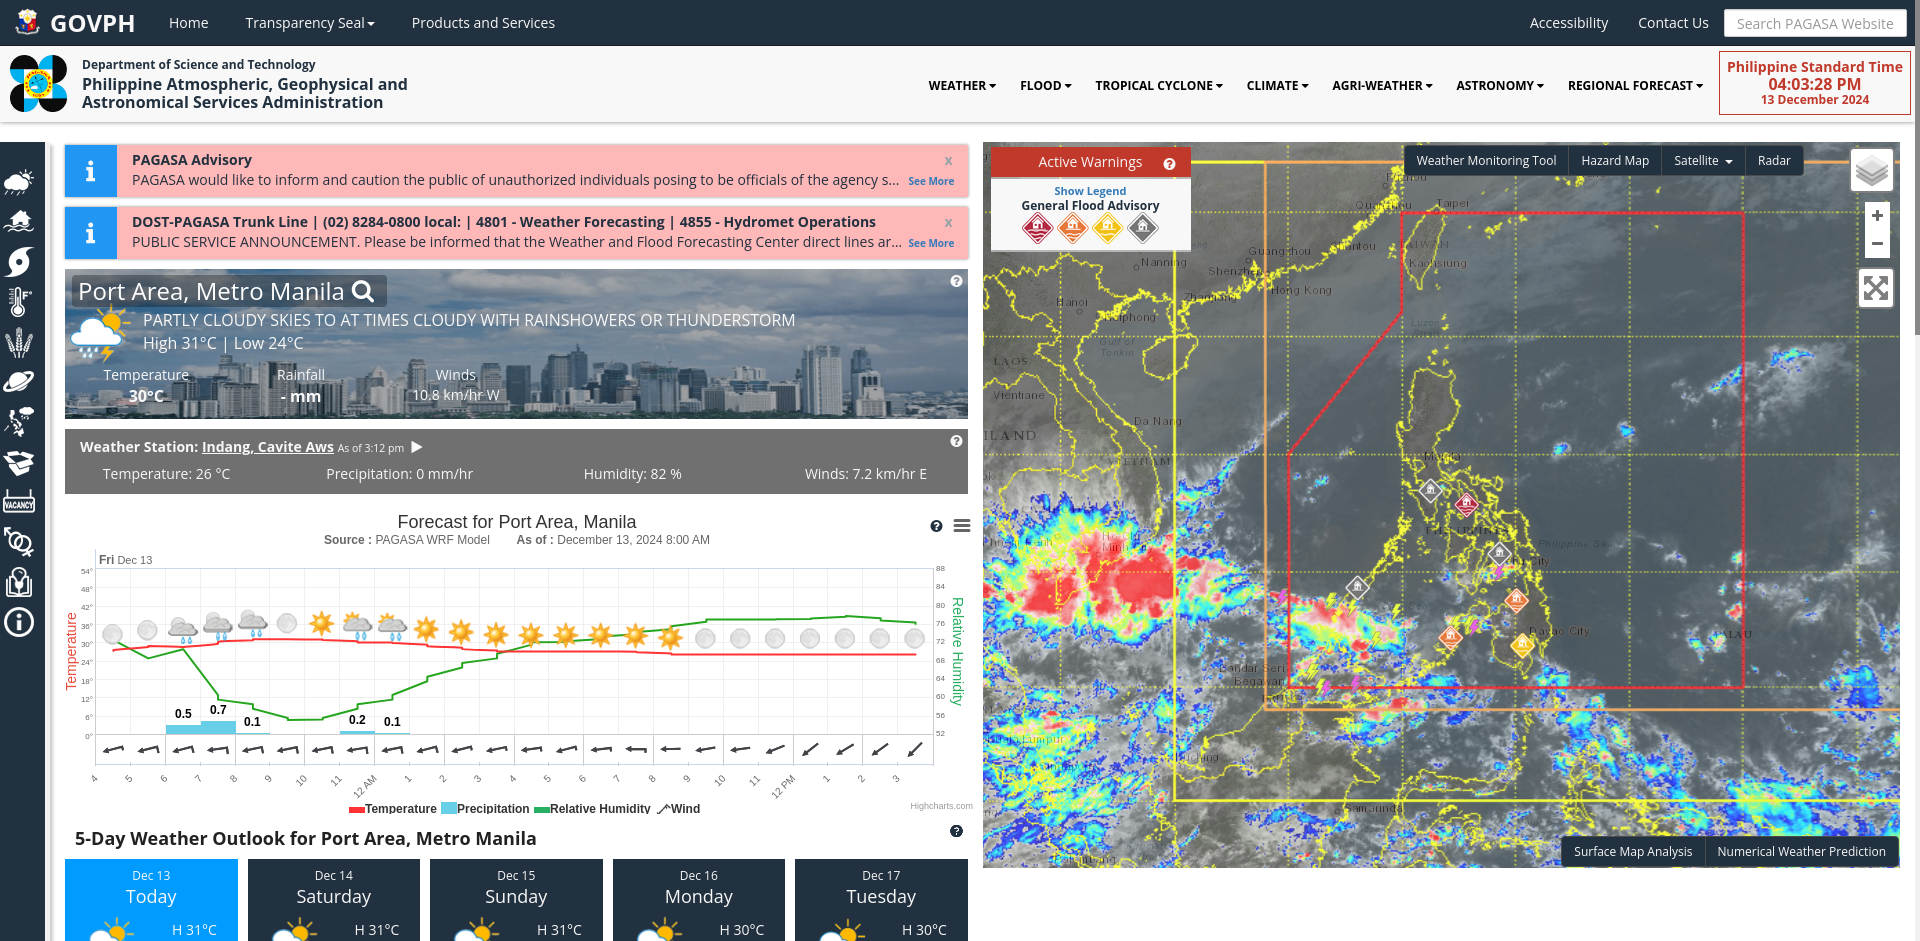 GOVPH
Home
Transparency Seal
Products and Services
Accessibility
Contact Us
Search PAGASA Website
Department of Science and Technology
Philippine Atmospheric, Geophysical and
Astronomical Services Administration
WEATHER
FLOOD
TROPICAL CYCLONE
CLIMATE
AGRI-WEATHER
ASTRONOMY
REGIONAL FORECAST
Philippine Standard Time
04:03:28 PM
13 December 2024
PAGASA Advisory
x
PAGASA would like to inform and caution the public of unauthorized individuals posing to be officials of the agency s... See More
DOST-PAGASA Trunk Line | (02) 8284-0800 local: | 4801 - Weather Forecasting | 4855 - Hydromet Operations
x
PUBLIC SERVICE ANNOUNCEMENT. Please be informed that the Weather and Flood Forecasting Center direct lines ar... See More
Port Area, Metro Manila
PARTLY CLOUDY SKIES TO AT TIMES CLOUDY WITH RAINSHOWERS OR THUNDERSTORM
High 31°C | Low 24°C
Temperature
Rainfall
Winds
30°C
- mm
10.8 km/hr W
Weather Station: Indang, Cavite Aws As of 3:12 pm
Temperature: 26 °C
Precipitation: 0 mm/hr
Humidity: 82 %
Winds: 7.2 km/hr E
Forecast for Port Area, Manila
Source : PAGASA WRF Model As of : December 13, 2024 8:00 AM
Fri Dec 13
Temperature
54°
48°
42°
36°
30°
24°
18°
12°
6°
0°
88
84
80
76
72
68
64
60
56
52
Relative Humidity
0.5
0.7
0.1
0.2
0.1
4
5
6
7
8
9
10
11
12 AM
1
2
3
4
5
6
7
8
9
10
11
12 PM
1
2
3
Temperature
Precipitation
Relative Humidity
Wind
Highcharts.com
5-Day Weather Outlook for Port Area, Metro Manila
Dec 13
Today
H 31°C
Dec 14
Saturday
H 31°C
Dec 15
Sunday
H 31°C
Dec 16
Monday
H 30°C
Dec 17
Tuesday
H 30°C
VACANCY
Active Warnings
Show Legend
General Flood Advisory
Weather Monitoring Tool
Hazard Map
Satellite
Radar
+
−
Taipei
Kaohsiung
Guangzhou
Shenzhen
Hong Kong
Nanning
Zhanjiang
Hanoi
Haiphong
Gulf of
Tonkin
LAOS
Vientiane
Da Nang
VIETNAM
Manila
Davao City
Bandar Seri
Begawan
Kuching
Samarinda
Palembang
Surface Map Analysis
Numerical Weather Prediction